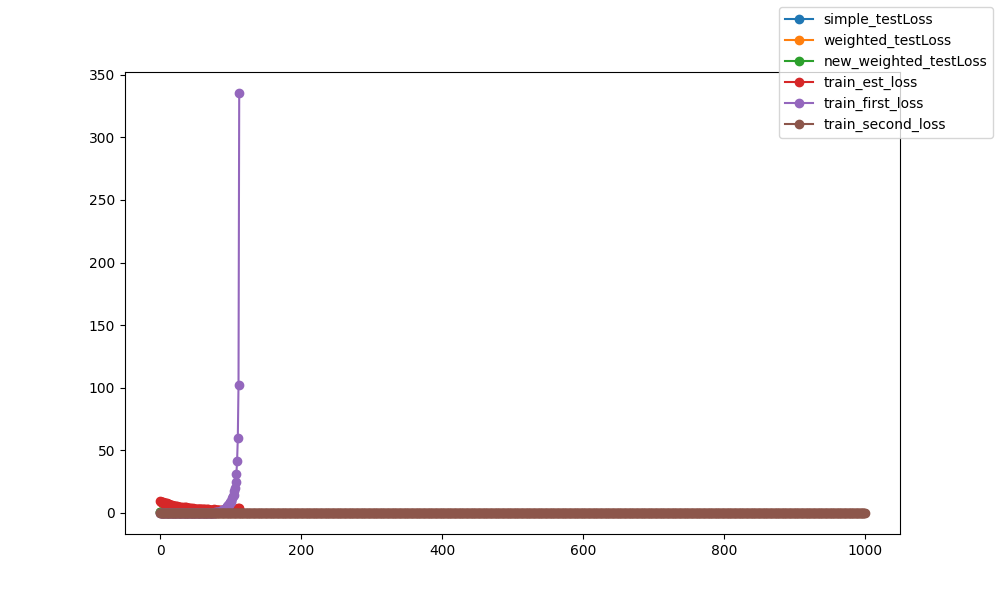 simple_testLoss
weighted_testLoss
new_weighted_testLoss
train_est_loss
train_first_loss
train_second_loss
350
300
250
200
150
100
50
0
0 200 400 600 800 1000